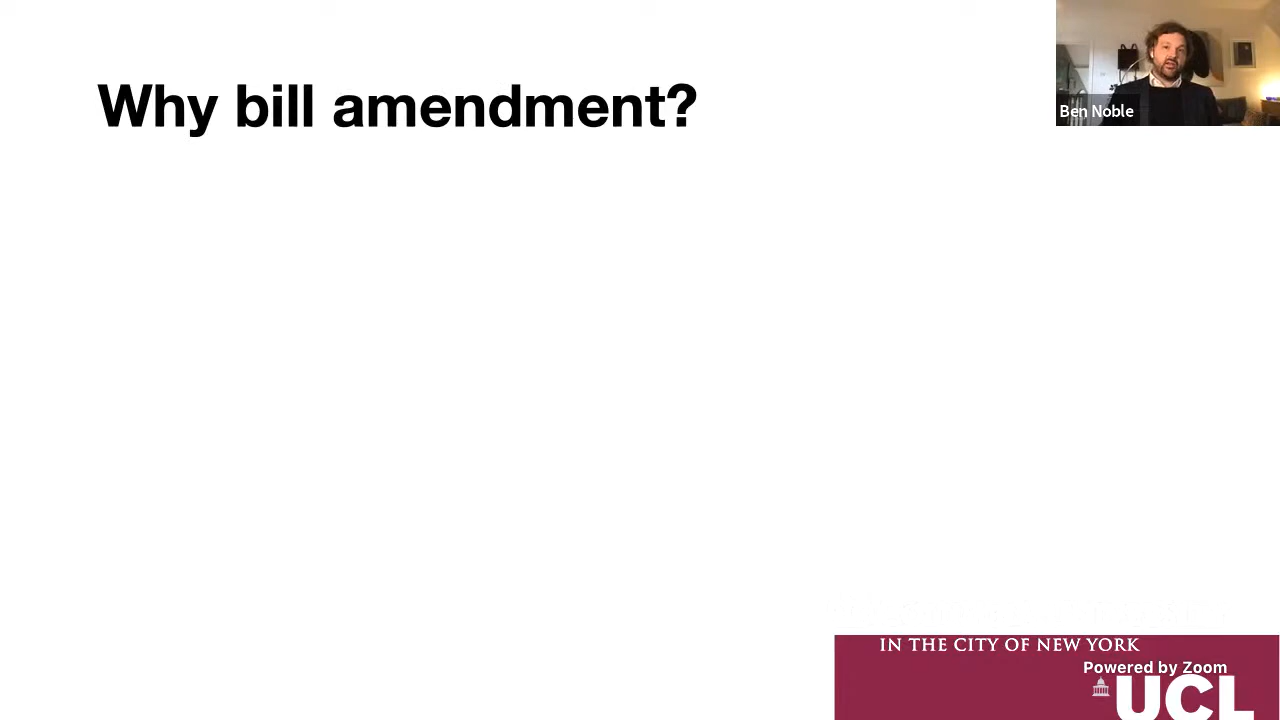 Why bill amendment?
Ben Noble
IN THE CITY OF NEW YORK
Powered by Zoom
UCL